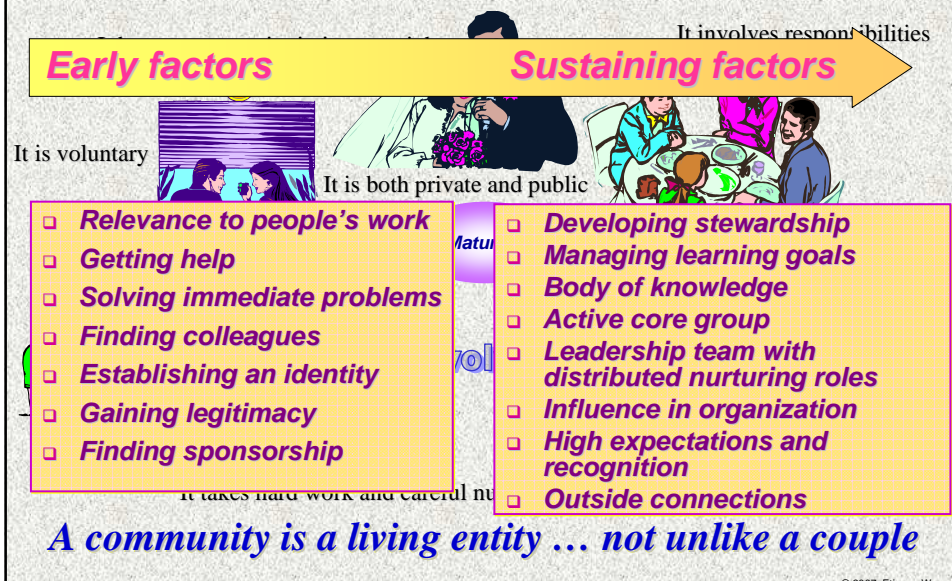 It involves responsibilities
Early factors Sustaining factors
It is voluntary
It is both private and public
Relevance to people's work
Getting help
Solving immediate problems
Finding colleagues
Establishing an identity
Gaining legitimacy
Finding sponsorship
Developing stewardship
Managing learning goals
Body of knowledge
Active core group
Leadership team with
distributed nurturing roles
Influence in organization
High expectations and
recognition
Outside connections
It takes hard work and careful
A community is a living entity … not unlike a couple